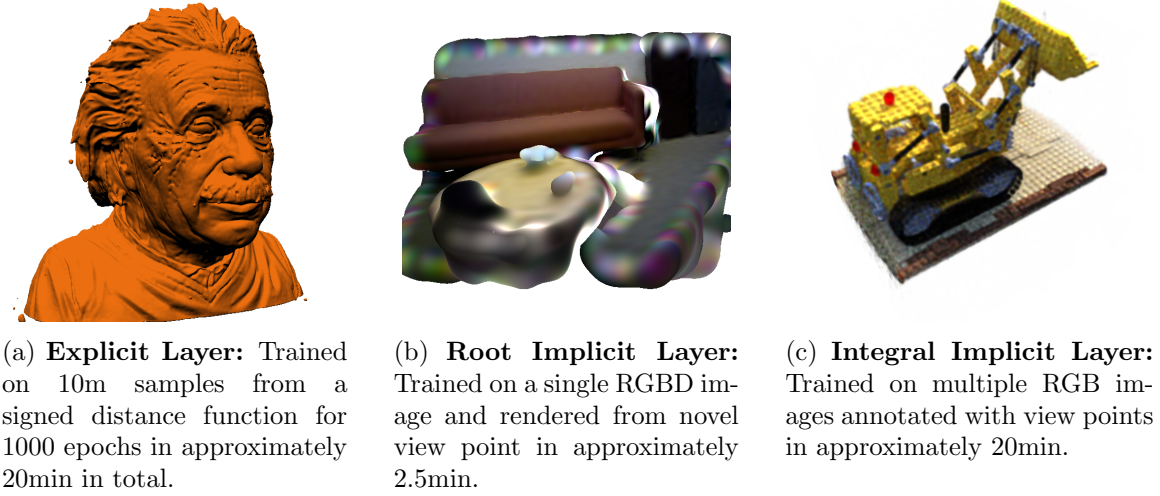 (a) Explicit Layer: Trained
on 10m samples from a
signed distance function for
1000 epochs in approximately
20min in total.
(b) Root Implicit Layer:
Trained on a single RGBD im-
age and rendered from novel
view point in approximately
2.5min.
(c) Integral Implicit Layer:
Trained on multiple RGB im-
ages annotated with view points
in approximately 20min.